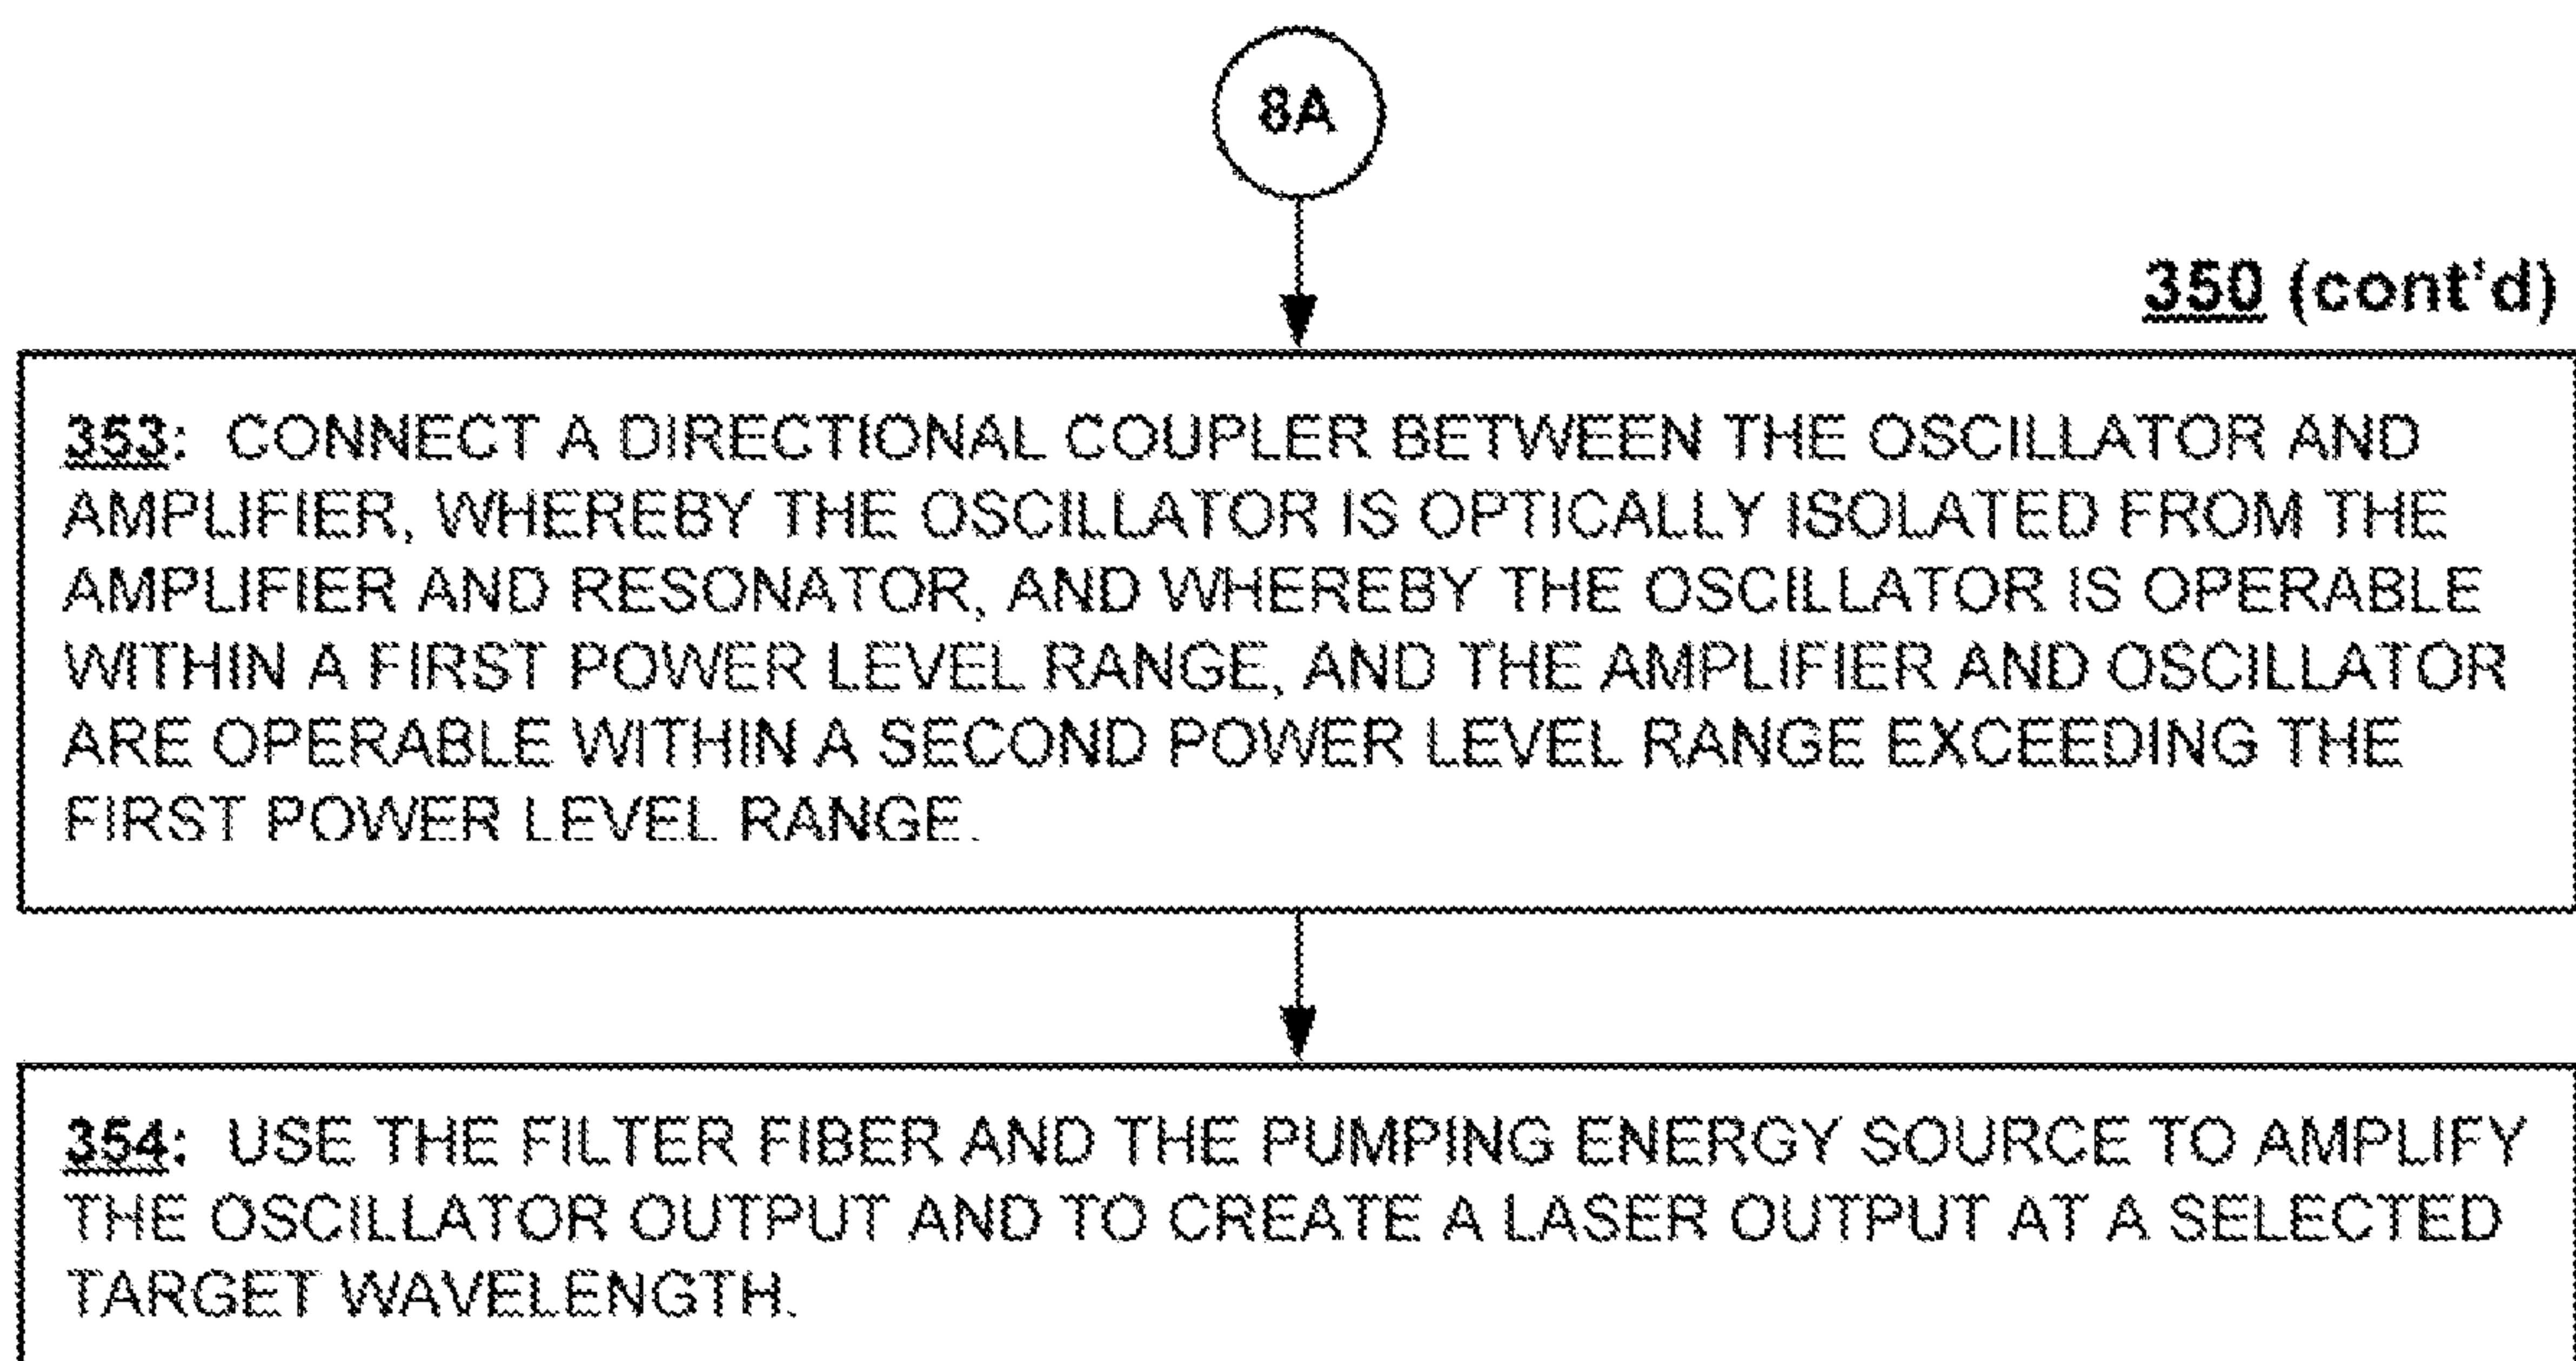 8A
350 (cont'd)
353: CONNECT A DIRECTIONAL COUPLER BETWEEN THE OSCILLATOR AND
AMPLIFIER, WHEREBY THE OSCILLATOR IS OPTICALLY ISOLATED FROM THE
AMPLIFIER AND RESONATOR, AND WHEREBY THE OSCILLATOR IS OPERABLE
WITHIN A FIRST POWER LEVEL RANGE, AND THE AMPLIFIER AND OSCILLATOR
ARE OPERABLE WITHIN A SECOND POWER LEVEL RANGE EXCEEDING THE
FIRST POWER LEVEL RANGE.
354: USE THE FILTER FIBER AND THE PUMPING ENERGY SOURCE TO AMPLIFY
THE OSCILLATOR OUTPUT AND TO CREATE A LASER OUTPUT AT A SELECTED
TARGET WAVELENGTH.